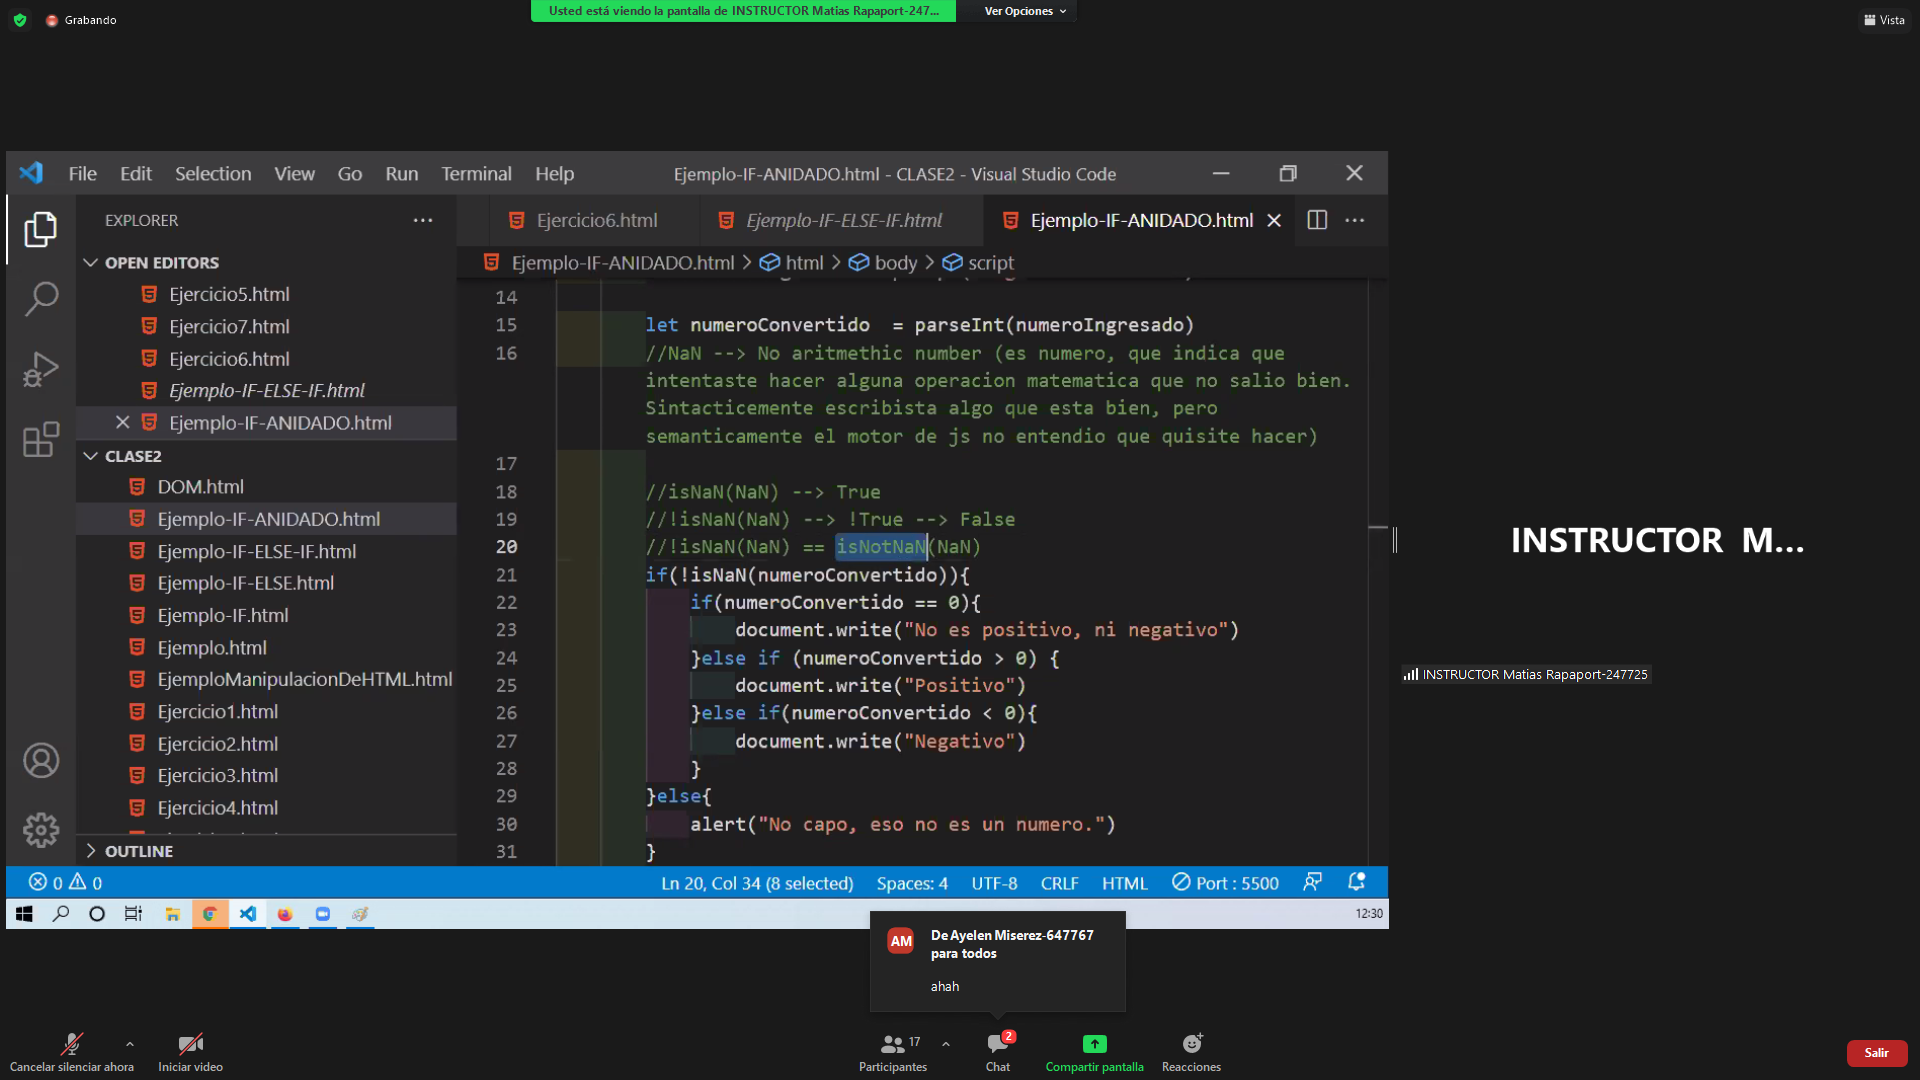 Grabando
Usted está viendo la pantalla de INSTRUCTOR Matias Rapaport-247...
Ver Opciones
Vista
File Edit Selection View Go Run Terminal Help
Ejemplo-IF-ANIDADO.html - CLASE2 - Visual Studio Code
EXPLORER
Ejercicio6.html
Ejemplo-IF-ELSE-IF.html
Ejemplo-IF-ANIDADO.html
OPEN EDITORS
Ejercicio5.html
Ejercicio7.html
Ejercicio6.html
Ejemplo-IF-ELSE-IF.html
Ejemplo-IF-ANIDADO.html
CLASE2
DOM.html
Ejemplo-IF-ANIDADO.html
Ejemplo-IF-ELSE-IF.html
Ejemplo-IF-ELSE.html
Ejemplo-IF.html
Ejemplo.html
EjemploManipulacionDeHTML.html
Ejercicio1.html
Ejercicio2.html
Ejercicio3.html
Ejercicio4.html
OUTLINE
Ejemplo-IF-ANIDADO.html > html > body > script
14
15 let numeroConvertido  = parseInt(numeroIngresado)
16 //NaN --> No aritmethic number (es numero, que indica que
intentaste hacer alguna operacion matematica que no salio bien.
Sintacticemente escribista algo que esta bien, pero
semanticamente el motor de js no entendio que quisite hacer)
17
18 //isNaN(NaN) --> True
19 //!isNaN(NaN) --> !True --> False
20 //!isNaN(NaN) == isNotNaN(NaN)
21 if(!isNaN(numeroConvertido)){
22 if(numeroConvertido == 0){
23 document.write("No es positivo, ni negativo")
24 }else if (numeroConvertido > 0) {
25 document.write("Positivo")
26 }else if(numeroConvertido < 0){
27 document.write("Negativo")
28 }
29 }else{
30 alert("No capo, eso no es un numero.")
31 }
0 0
Ln 20, Col 34 (8 selected) Spaces: 4 UTF-8 CRLF HTML Port : 5500
12:30
INSTRUCTOR M...
INSTRUCTOR Matias Rapaport-247725
AM
De Ayelen Miserez-647767
para todos
ahah
Cancelar silenciar ahora
Iniciar video
17
Participantes
2
Chat
Compartir pantalla
Reacciones
Salir